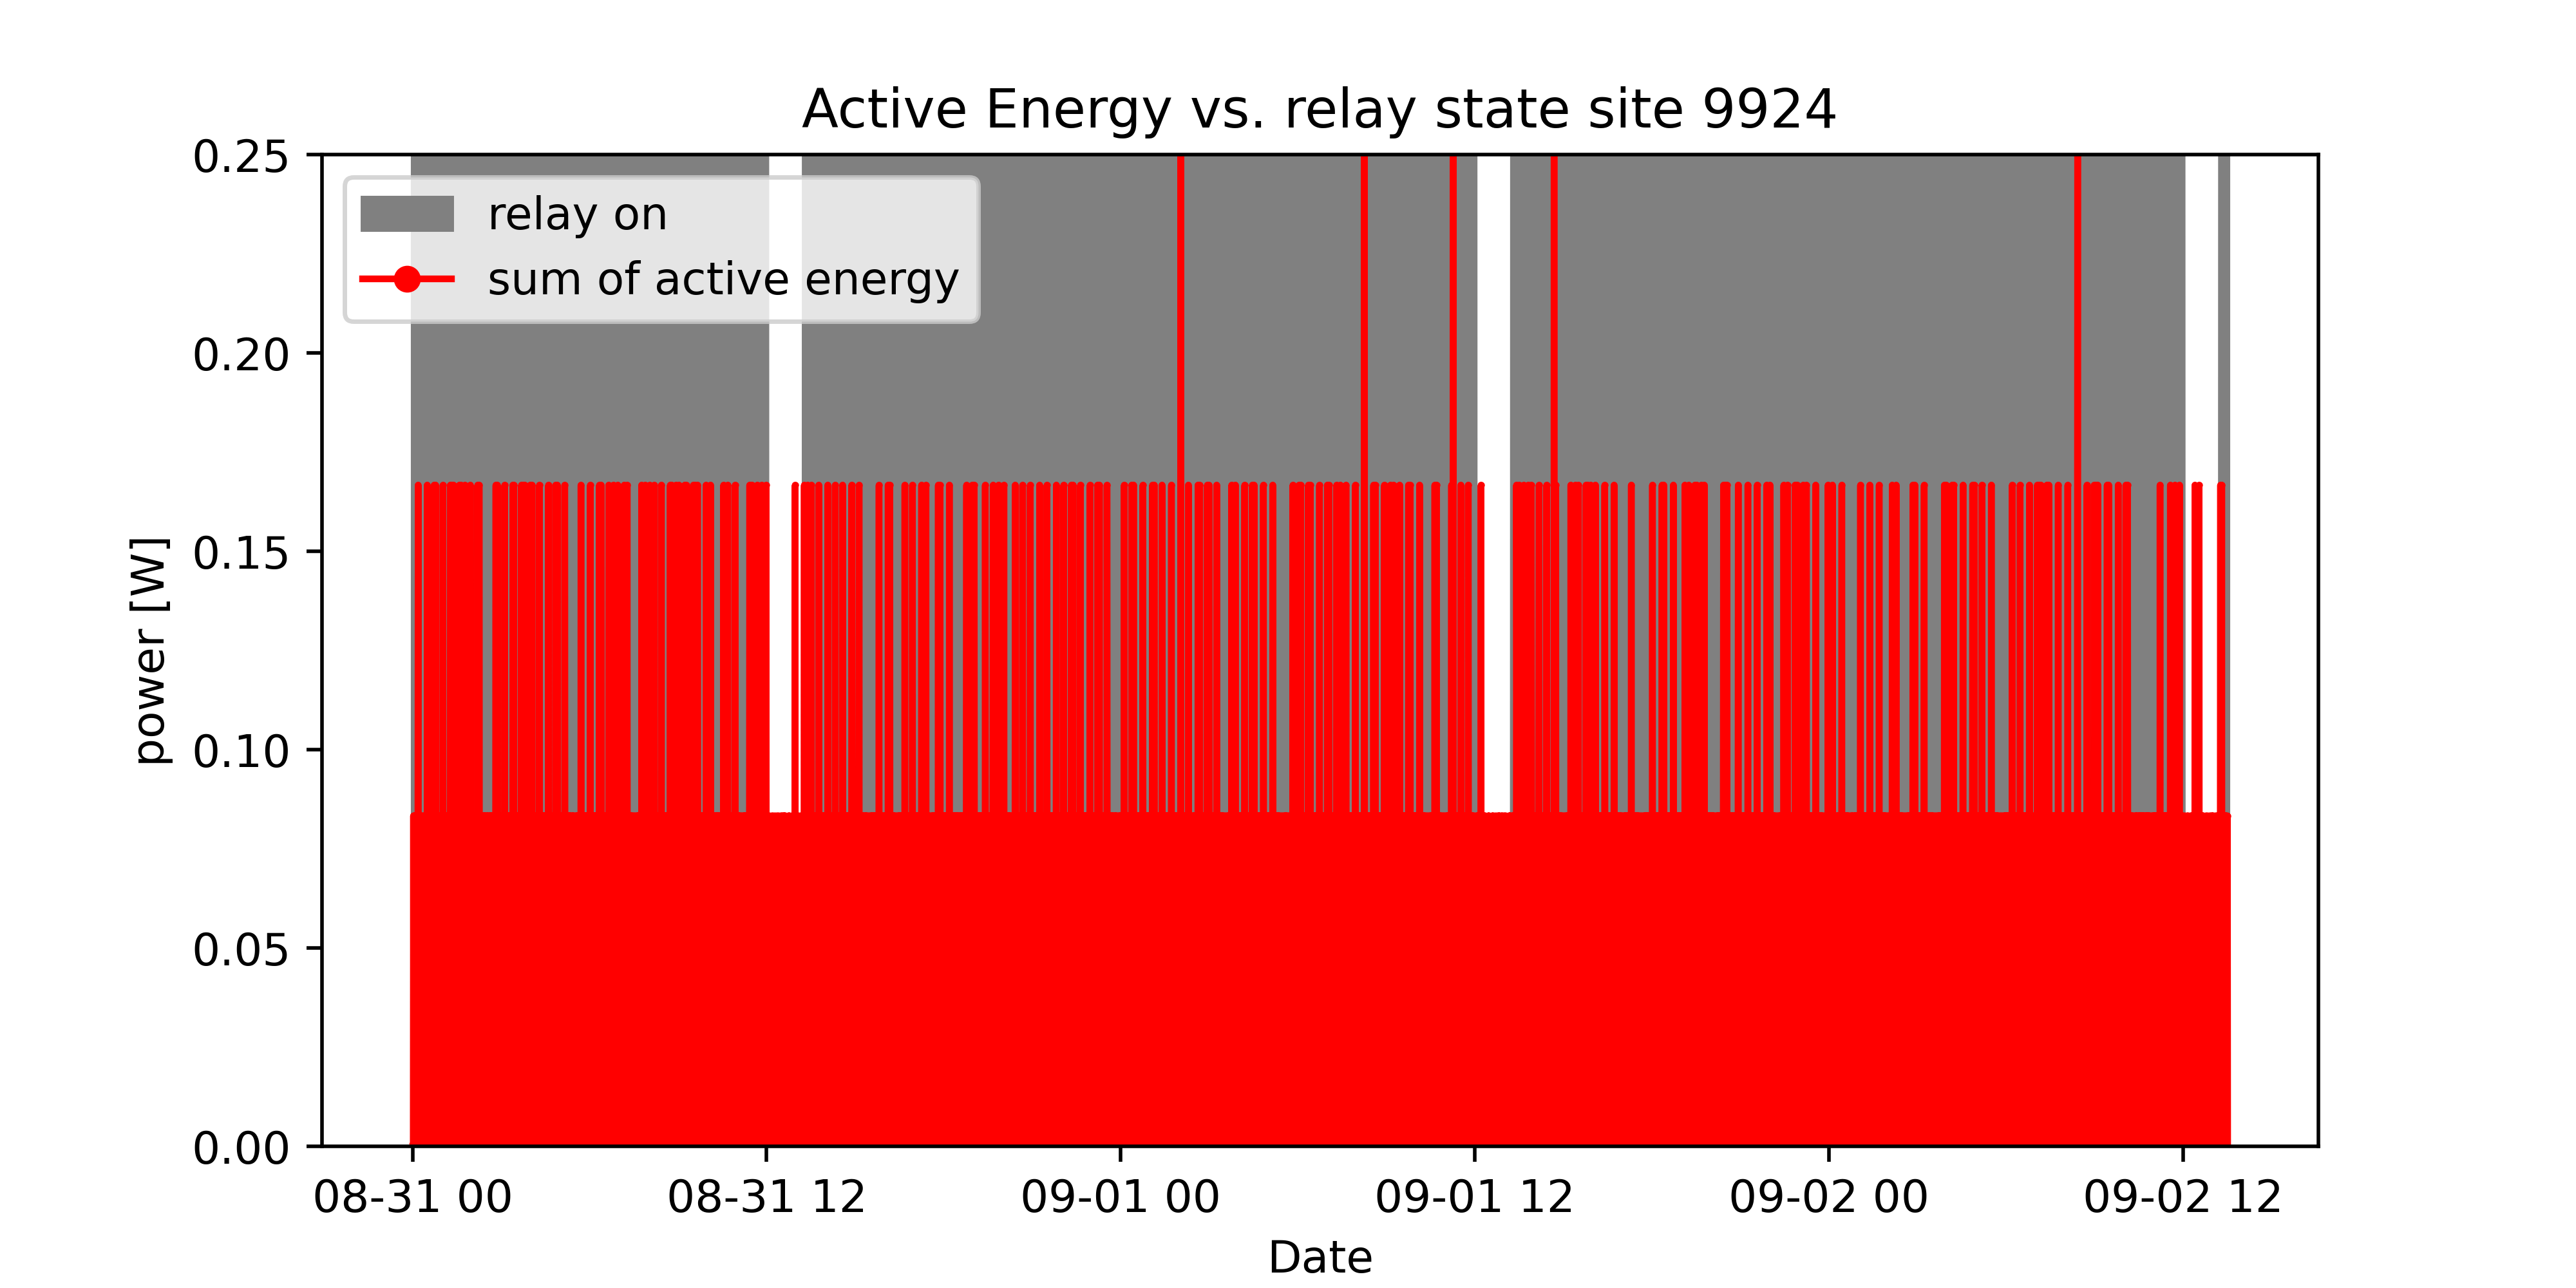 Active Energy vs. relay state site 9924
0.25
0.20
0.15
0.10
0.05
0.00
power [W]
relay on
sum of active energy
08-31 00
08-31 12
09-01 00
09-01 12
09-02 00
09-02 12
Date